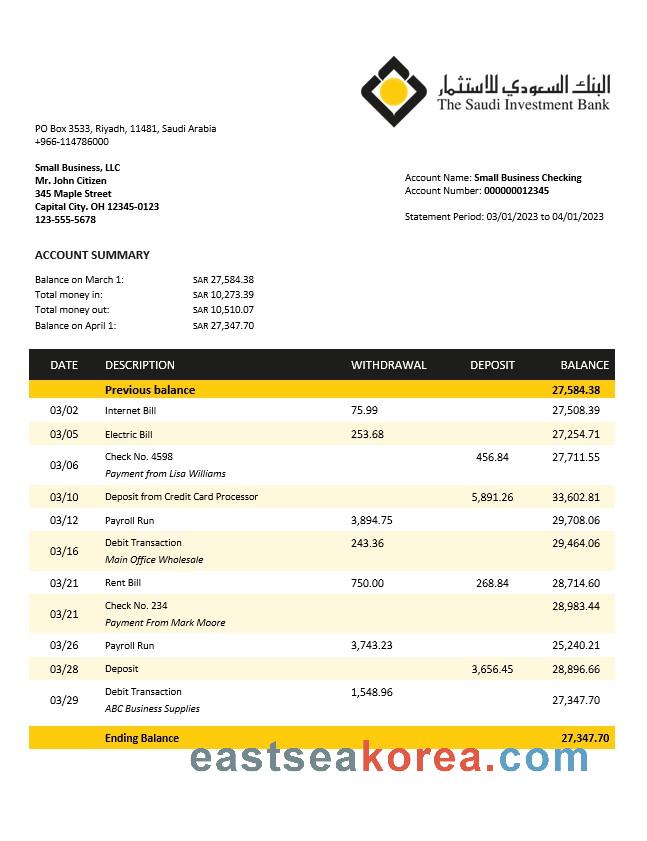 البنك السعودي للاستثمار
The Saudi Investment Bank
PO Box 3533, Riyadh, 11481, Saudi Arabia
+966-114786000
Small Business, LLC
Mr. John Citizen
345 Maple Street
Capital City. OH 12345-0123
123-555-5678
Account Name: Small Business Checking
Account Number: 000000012345
Statement Period: 03/01/2023 to 04/01/2023
ACCOUNT SUMMARY
Balance on March 1: SAR 27,584.38
Total money in: SAR 10,273.39
Total money out: SAR 10,510.07
Balance on April 1: SAR 27,347.70
DATE DESCRIPTION WITHDRAWAL DEPOSIT BALANCE
Previous balance 27,584.38
03/02 Internet Bill 75.99 27,508.39
03/05 Electric Bill 253.68 27,254.71
03/06 Check No. 4598 456.84 27,711.55
Payment from Lisa Williams
03/10 Deposit from Credit Card Processor 5,891.26 33,602.81
03/12 Payroll Run 3,894.75 29,708.06
03/16 Debit Transaction 243.36 29,464.06
Main Office Wholesale
03/21 Rent Bill 750.00 268.84 28,714.60
03/21 Check No. 234 28,983.44
Payment From Mark Moore
03/26 Payroll Run 3,743.23 25,240.21
03/28 Deposit 3,656.45 28,896.66
03/29 Debit Transaction 1,548.96 27,347.70
ABC Business Supplies
Ending Balance 27,347.70
eastseakorea.com